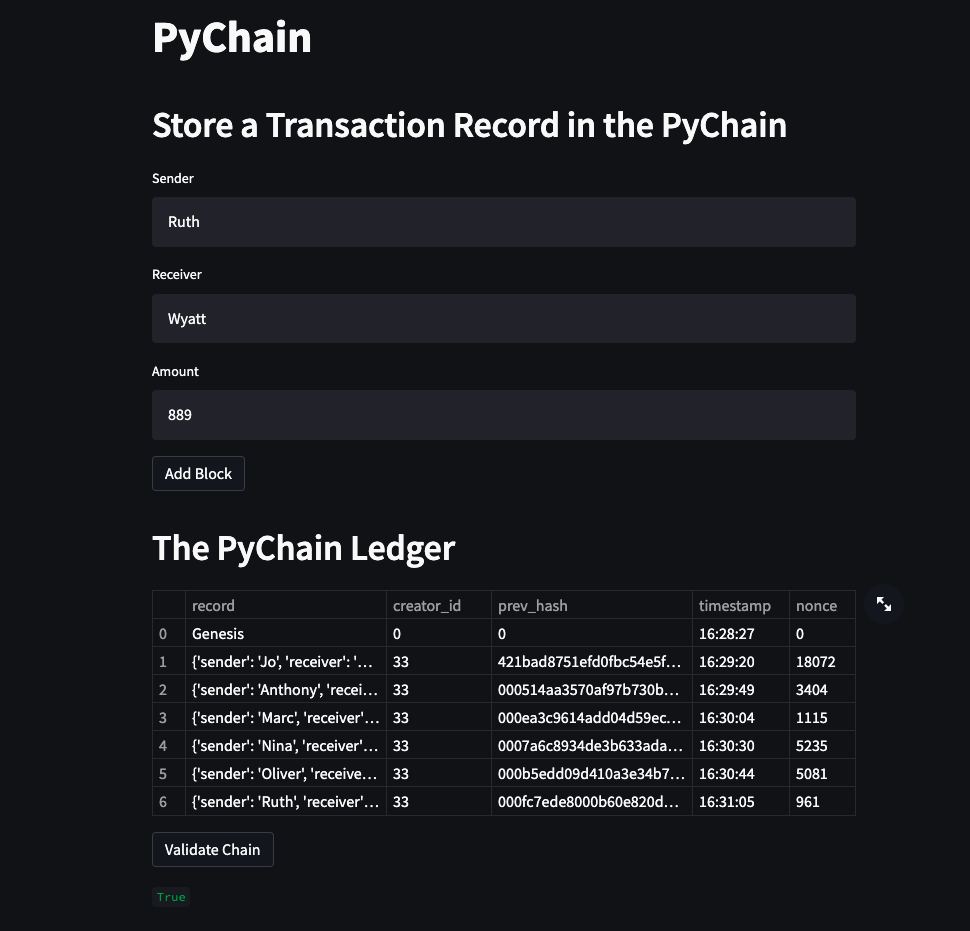 PyChain
Store a Transaction Record in the PyChain
Sender
Ruth
Receiver
Wyatt
Amount
889
Add Block
The PyChain Ledger
record creator_id prev_hash timestamp nonce
0 Genesis 0 0 16:28:27 0
1 {'sender': 'Jo', 'receiver': '... 33 421bad8751efd0fbc54e5f... 16:29:20 18072
2 {'sender': 'Anthony', 'recei... 33 000514aa3570af97b730b... 16:29:49 3404
3 {'sender': 'Marc', 'receiver'... 33 000ea3c9614add04d59ec... 16:30:04 1115
4 {'sender': 'Nina', 'receiver'... 33 0007a6c8934de3b633ada... 16:30:30 5235
5 {'sender': 'Oliver', 'receive... 33 000b5edd09d410a3e34b7... 16:30:44 5081
6 {'sender': 'Ruth', 'receiver'... 33 000fc7ede8000b60e820d... 16:31:05 961
Validate Chain
True